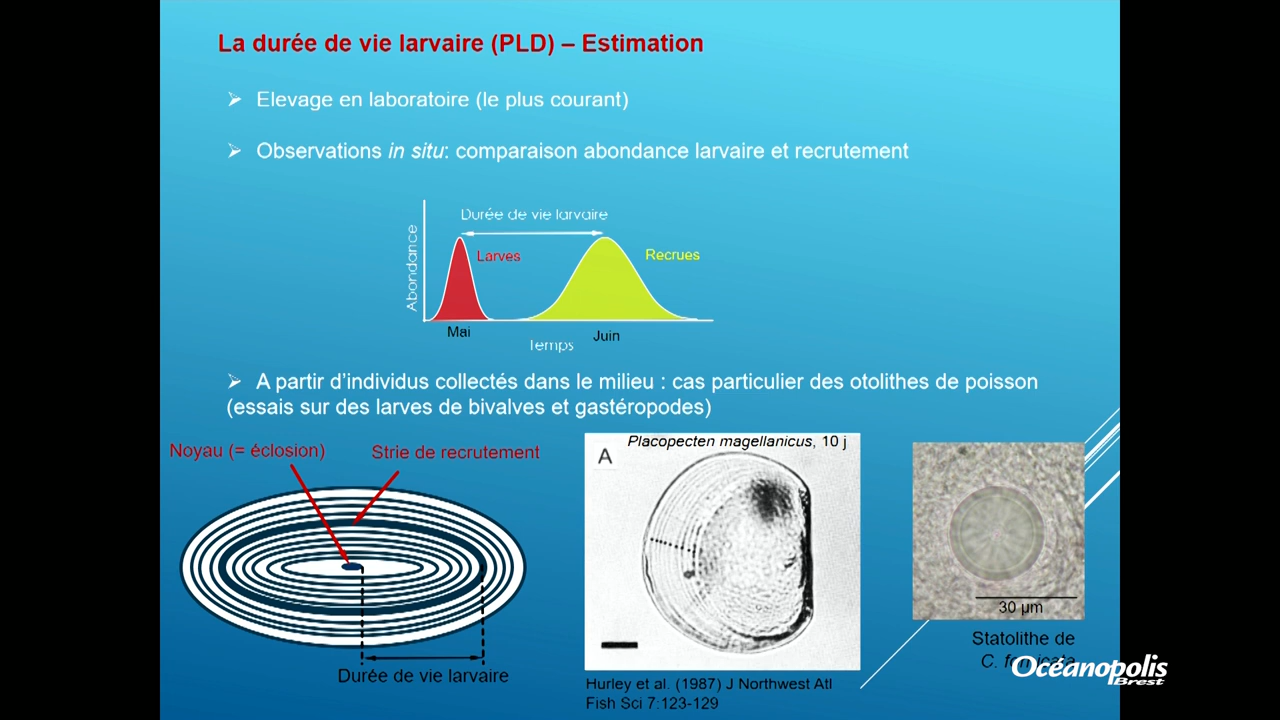 La durée de vie larvaire (PLD) – Estimation
Elevage en laboratoire (le plus courant)
Observations in situ: comparaison abondance larvaire et recrutement
Durée de vie larvaire
Abondance
Larves
Recrues
Mai
Juin
Temps
A partir d’individus collectés dans le milieu : cas particulier des otolithes de poisson
(essais sur des larves de bivalves et gastéropodes)
Noyau (= éclosion)
Strie de recrutement
Durée de vie larvaire
Placopecten magellanicus, 10 j
A
Hurley et al. (1987) J Northwest Atl
Fish Sci 7:123-129
30 µm
Statolithe de
C.
Océanopolis
Brest